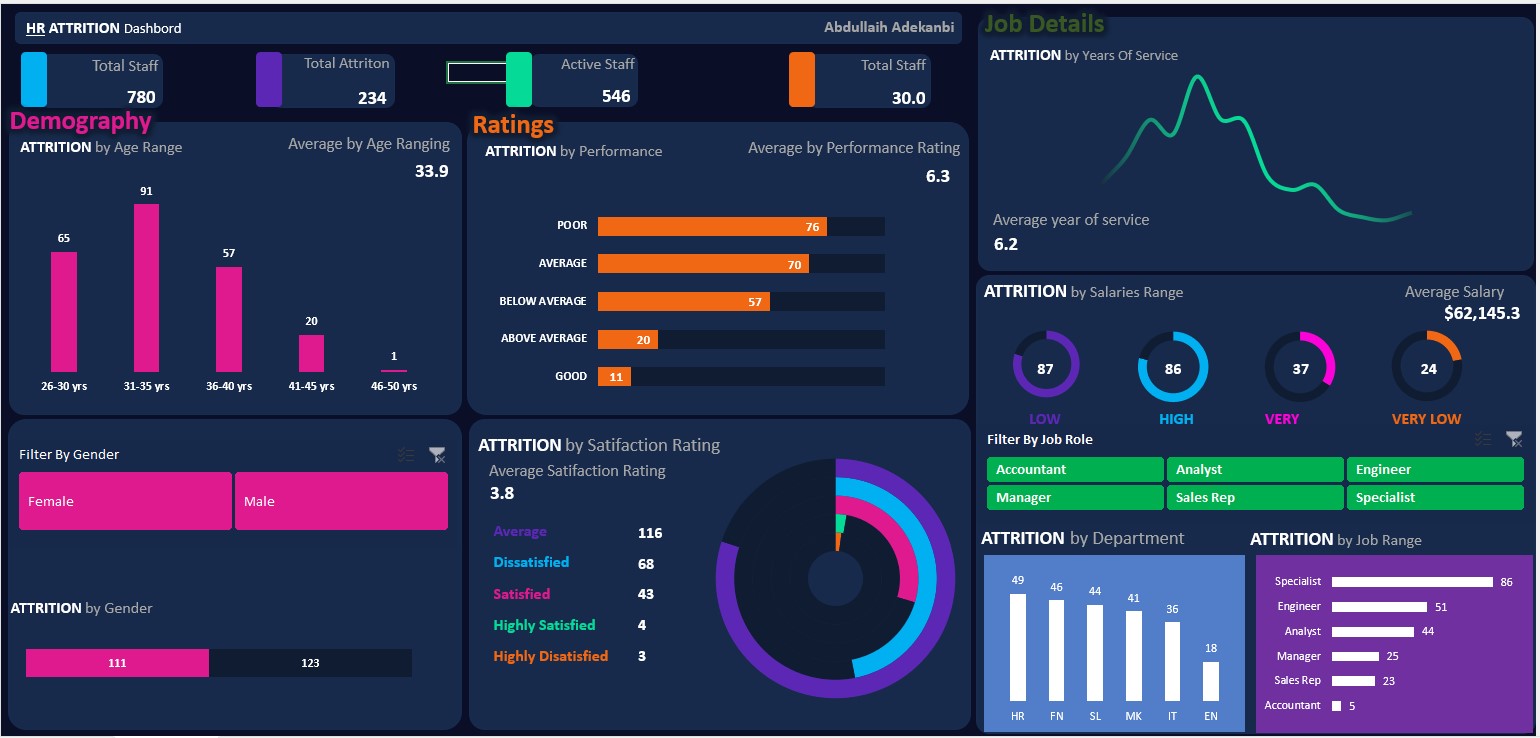 HR ATTRITION Dashbord
Abdullaih Adekanbi
Total Staff
780
Total Attriton
234
Active Staff
546
Total Staff
30.0
Demography
ATTRITION by Age Range
Average by Age Ranging
33.9
65
91
57
20
1
26-30 yrs
31-35 yrs
36-40 yrs
41-45 yrs
46-50 yrs
Filter By Gender
Female
Male
ATTRITION by Gender
111
123
Ratings
ATTRITION by Performance
Average by Performance Rating
6.3
POOR
76
AVERAGE
70
BELOW AVERAGE
57
ABOVE AVERAGE
20
GOOD
11
ATTRITION by Satifaction Rating
Average Satifaction Rating
3.8
Average
116
Dissatisfied
68
Satisfied
43
Highly Satisfied
4
Highly Disatisfied
3
Job Details
ATTRITION by Years Of Service
Average year of service
6.2
ATTRITION by Salaries Range
Average Salary
$62,145.3
87
86
37
24
LOW
HIGH
VERY
VERY LOW
Filter By Job Role
Accountant
Analyst
Engineer
Manager
Sales Rep
Specialist
ATTRITION by Department
49
46
44
41
36
18
HR
FN
SL
MK
IT
EN
ATTRITION by Job Range
Specialist
86
Engineer
51
Analyst
44
Manager
25
Sales Rep
23
Accountant
5